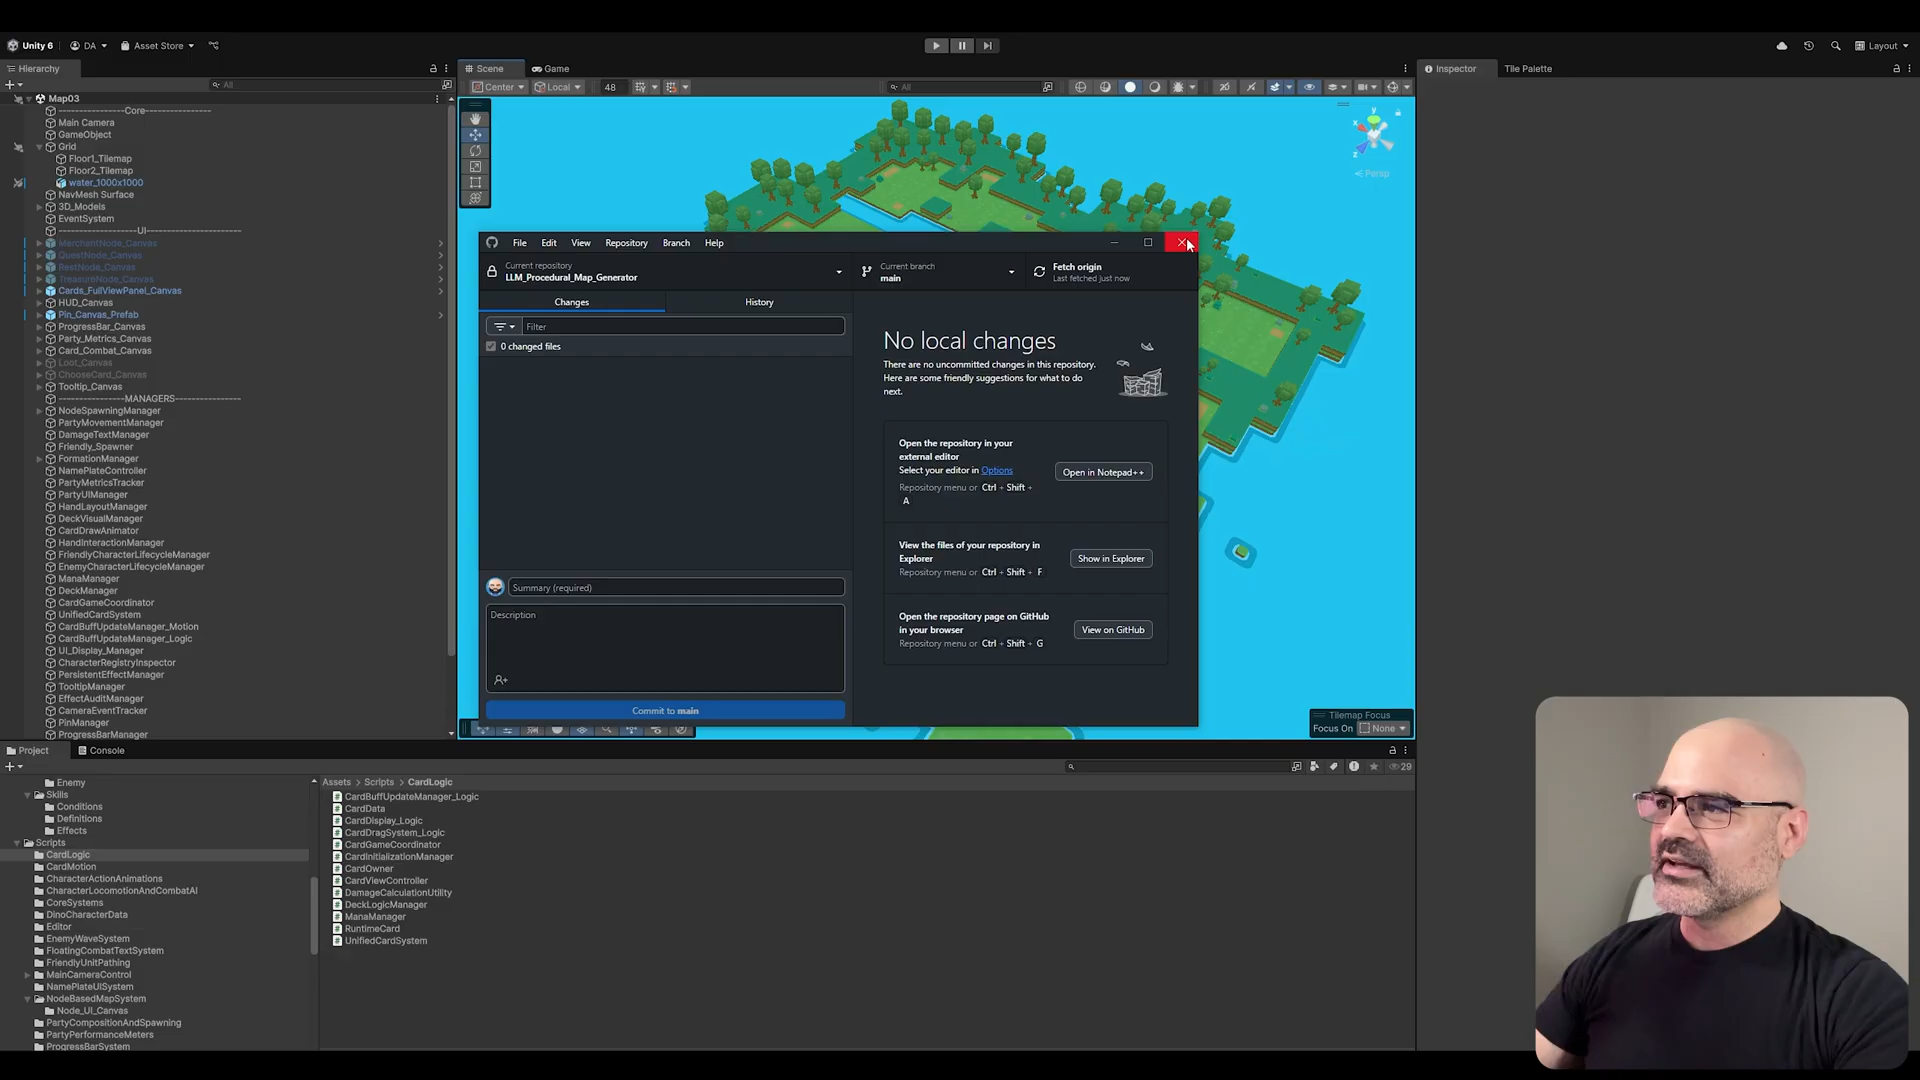 Unity 6
DA
Asset Store
Layout
Hierarchy
All
Map03
-----------------Core-----------------
Main Camera
GameObject
Grid
Floor1_Tilemap
Floor2_Tilemap
water_1000x1000
NavMesh Surface
3D_Models
EventSystem
-----------------------UI------------------------
MerchentNode_Canvas
QuestNode_Canvas
RestNode_Canvas
TreasureNode_Canvas
Cards_FullViewPanel_Canvas
HUD_Canvas
Pin_Canvas_Prefab
ProgressBar_Canvas
Party_Metrics_Canvas
Card_Combat_Canvas
Loot_Canvas
ChooseCard_Canvas
Tooltip_Canvas
-----------------MANAGERS-----------------
NodeSpawningManager
PartyMovementManager
DamageTextManager
Friendly_Spawner
FormationManager
NamePlateController
PartyMetricsTracker
PartyUIManager
HandLayoutManager
DeckVisualManager
CardDrawAnimator
HandInteractionManager
FriendlyCharacterLifecycleManager
EnemyCharacterLifecycleManager
ManaManager
DeckManager
CardGameCoordinator
UnifiedCardSystem
CardBuffUpdateManager_Motion
CardBuffUpdateManager_Logic
UI_Display_Manager
CharacterRegistryInspector
PersistentEffectManager
TooltipManager
EffectAuditManager
CameraEventTracker
PinManager
ProgressBarManager
Scene
Game
Center
Local
48
All
y
x
z
Persp
Tilemap Focus
Focus On
None
File
Edit
View
Repository
Branch
Help
Current repository
LLM_Procedural_Map_Generator
Current branch
main
Fetch origin
Last fetched just now
Changes
History
Filter
0 changed files
Summary (required)
Description
Commit to main
No local changes
There are no uncommitted changes in this repository.
Here are some friendly suggestions for what to do
next.
Open the repository in your
external editor
Select your editor in Options
Repository menu or Ctrl + Shift +
A
Open in Notepad++
View the files of your repository in
Explorer
Repository menu or Ctrl + Shift + F
Show in Explorer
Open the repository page on GitHub
in your browser
Repository menu or Ctrl + Shift + G
View on GitHub
Inspector
Tile Palette
Project
Console
29
Enemy
Skills
Conditions
Definitions
Effects
Scripts
CardLogic
CardMotion
CharacterActionAnimations
CharacterLocomotionAndCombatAI
CoreSystems
DinoCharacterData
Editor
EnemyWaveSystem
FloatingCombatTextSystem
FriendlyUnitPathing
MainCameraControl
NamePlateUISystem
NodeBasedMapSystem
Node_UI_Canvas
PartyCompositionAndSpawning
PartyPerformanceMeters
ProgressBarSystem
Assets > Scripts > CardLogic
CardBuffUpdateManager_Logic
CardData
CardDisplay_Logic
CardDragSystem_Logic
CardGameCoordinator
CardInitializationManager
CardOwner
CardViewController
DamageCalculationUtility
DeckLogicManager
ManaManager
RuntimeCard
UnifiedCardSystem